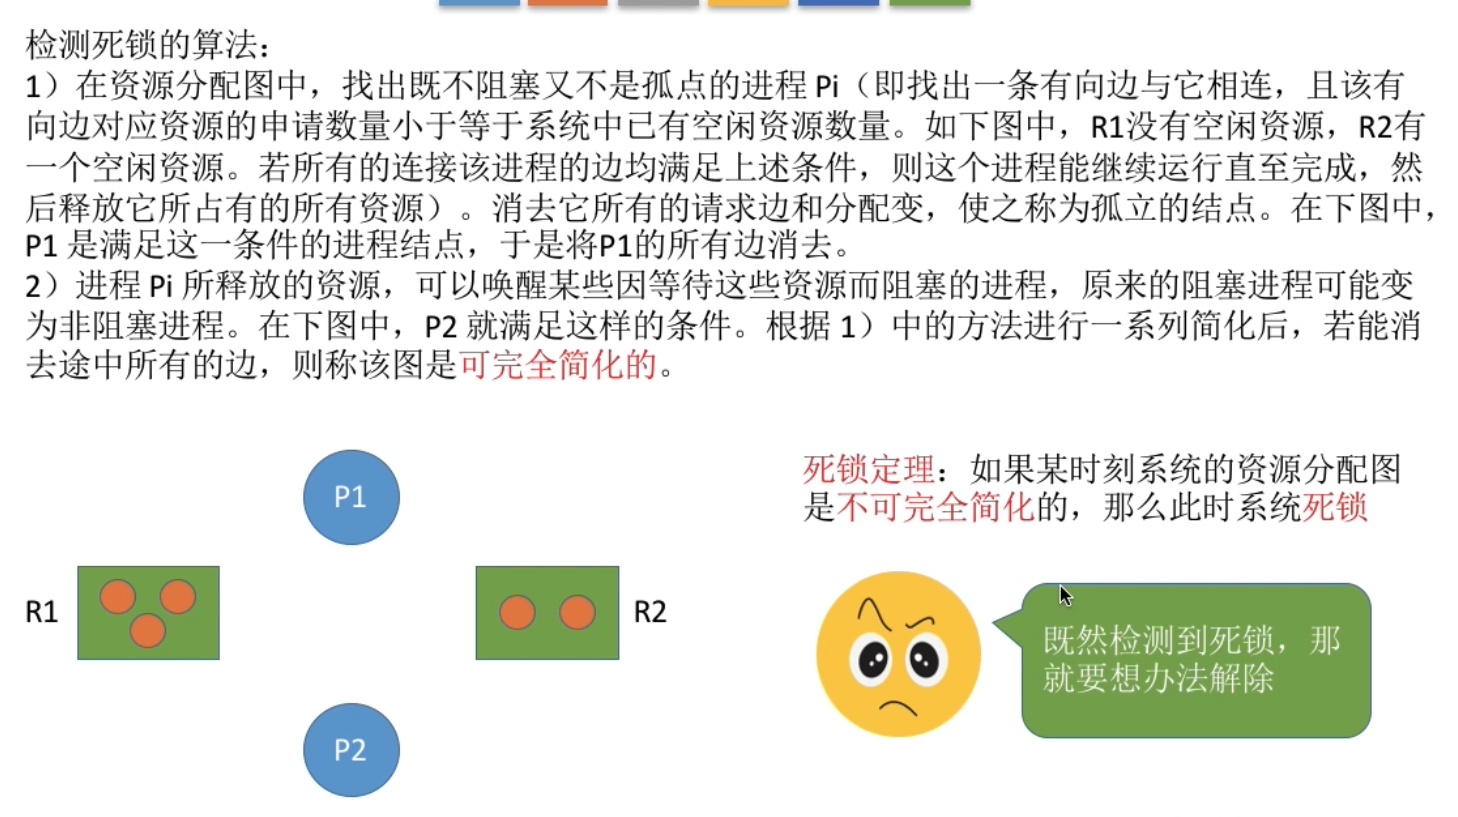 检测死锁的算法：
1）在资源分配图中，找出既不阻塞又不是孤点的进程 Pi（即找出一条有向边与它相连，且该有
向边对应资源的申请数量小于等于系统中已有空闲资源数量。如下图中，R1没有空闲资源，R2有
一个空闲资源。若所有的连接该进程的边均满足上述条件，则这个进程能继续运行直至完成，然
后释放它所占有的所有资源）。消去它所有的请求边和分配变，使之称为孤立的结点。在下图中，
P1 是满足这一条件的进程结点，于是将P1的所有边消去。
2）进程 Pi 所释放的资源，可以唤醒某些因等待这些资源而阻塞的进程，原来的阻塞进程可能变
为非阻塞进程。在下图中，P2 就满足这样的条件。根据 1）中的方法进行一系列简化后，若能消
去途中所有的边，则称该图是可完全简化的。
死锁定理：如果某时刻系统的资源分配图
是不可完全简化的，那么此时系统死锁
P1
R1
R2
P2
既然检测到死锁，那
就要想办法解除